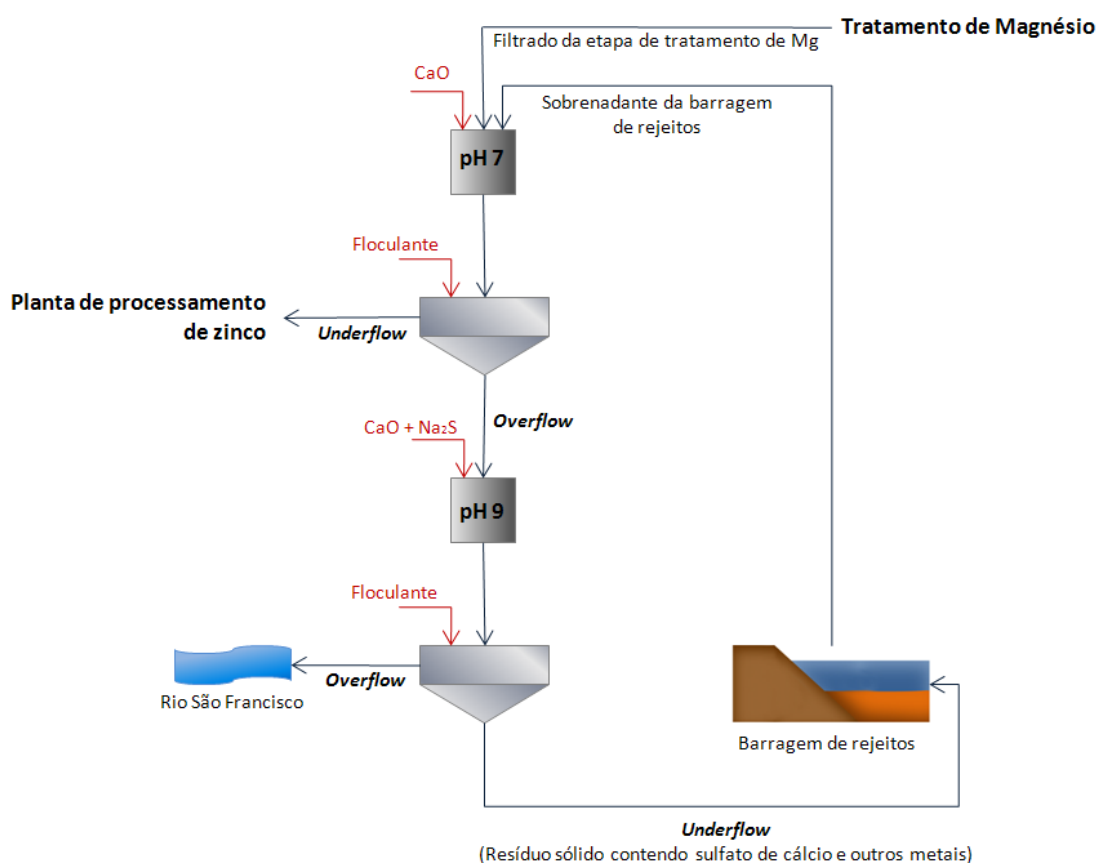 Tratamento de Magnésio
Filtrado da etapa de tratamento de Mg
CaO
Sobrenadante da barragem
de rejeitos
pH 7
Floculante
Planta de processamento
de zinco
Underflow
Overflow
CaO + Na₂S
pH 9
Floculante
Overflow
Rio São Francisco
Barragem de rejeitos
Underflow
(Resíduo sólido contendo sulfato de cálcio e outros metais)